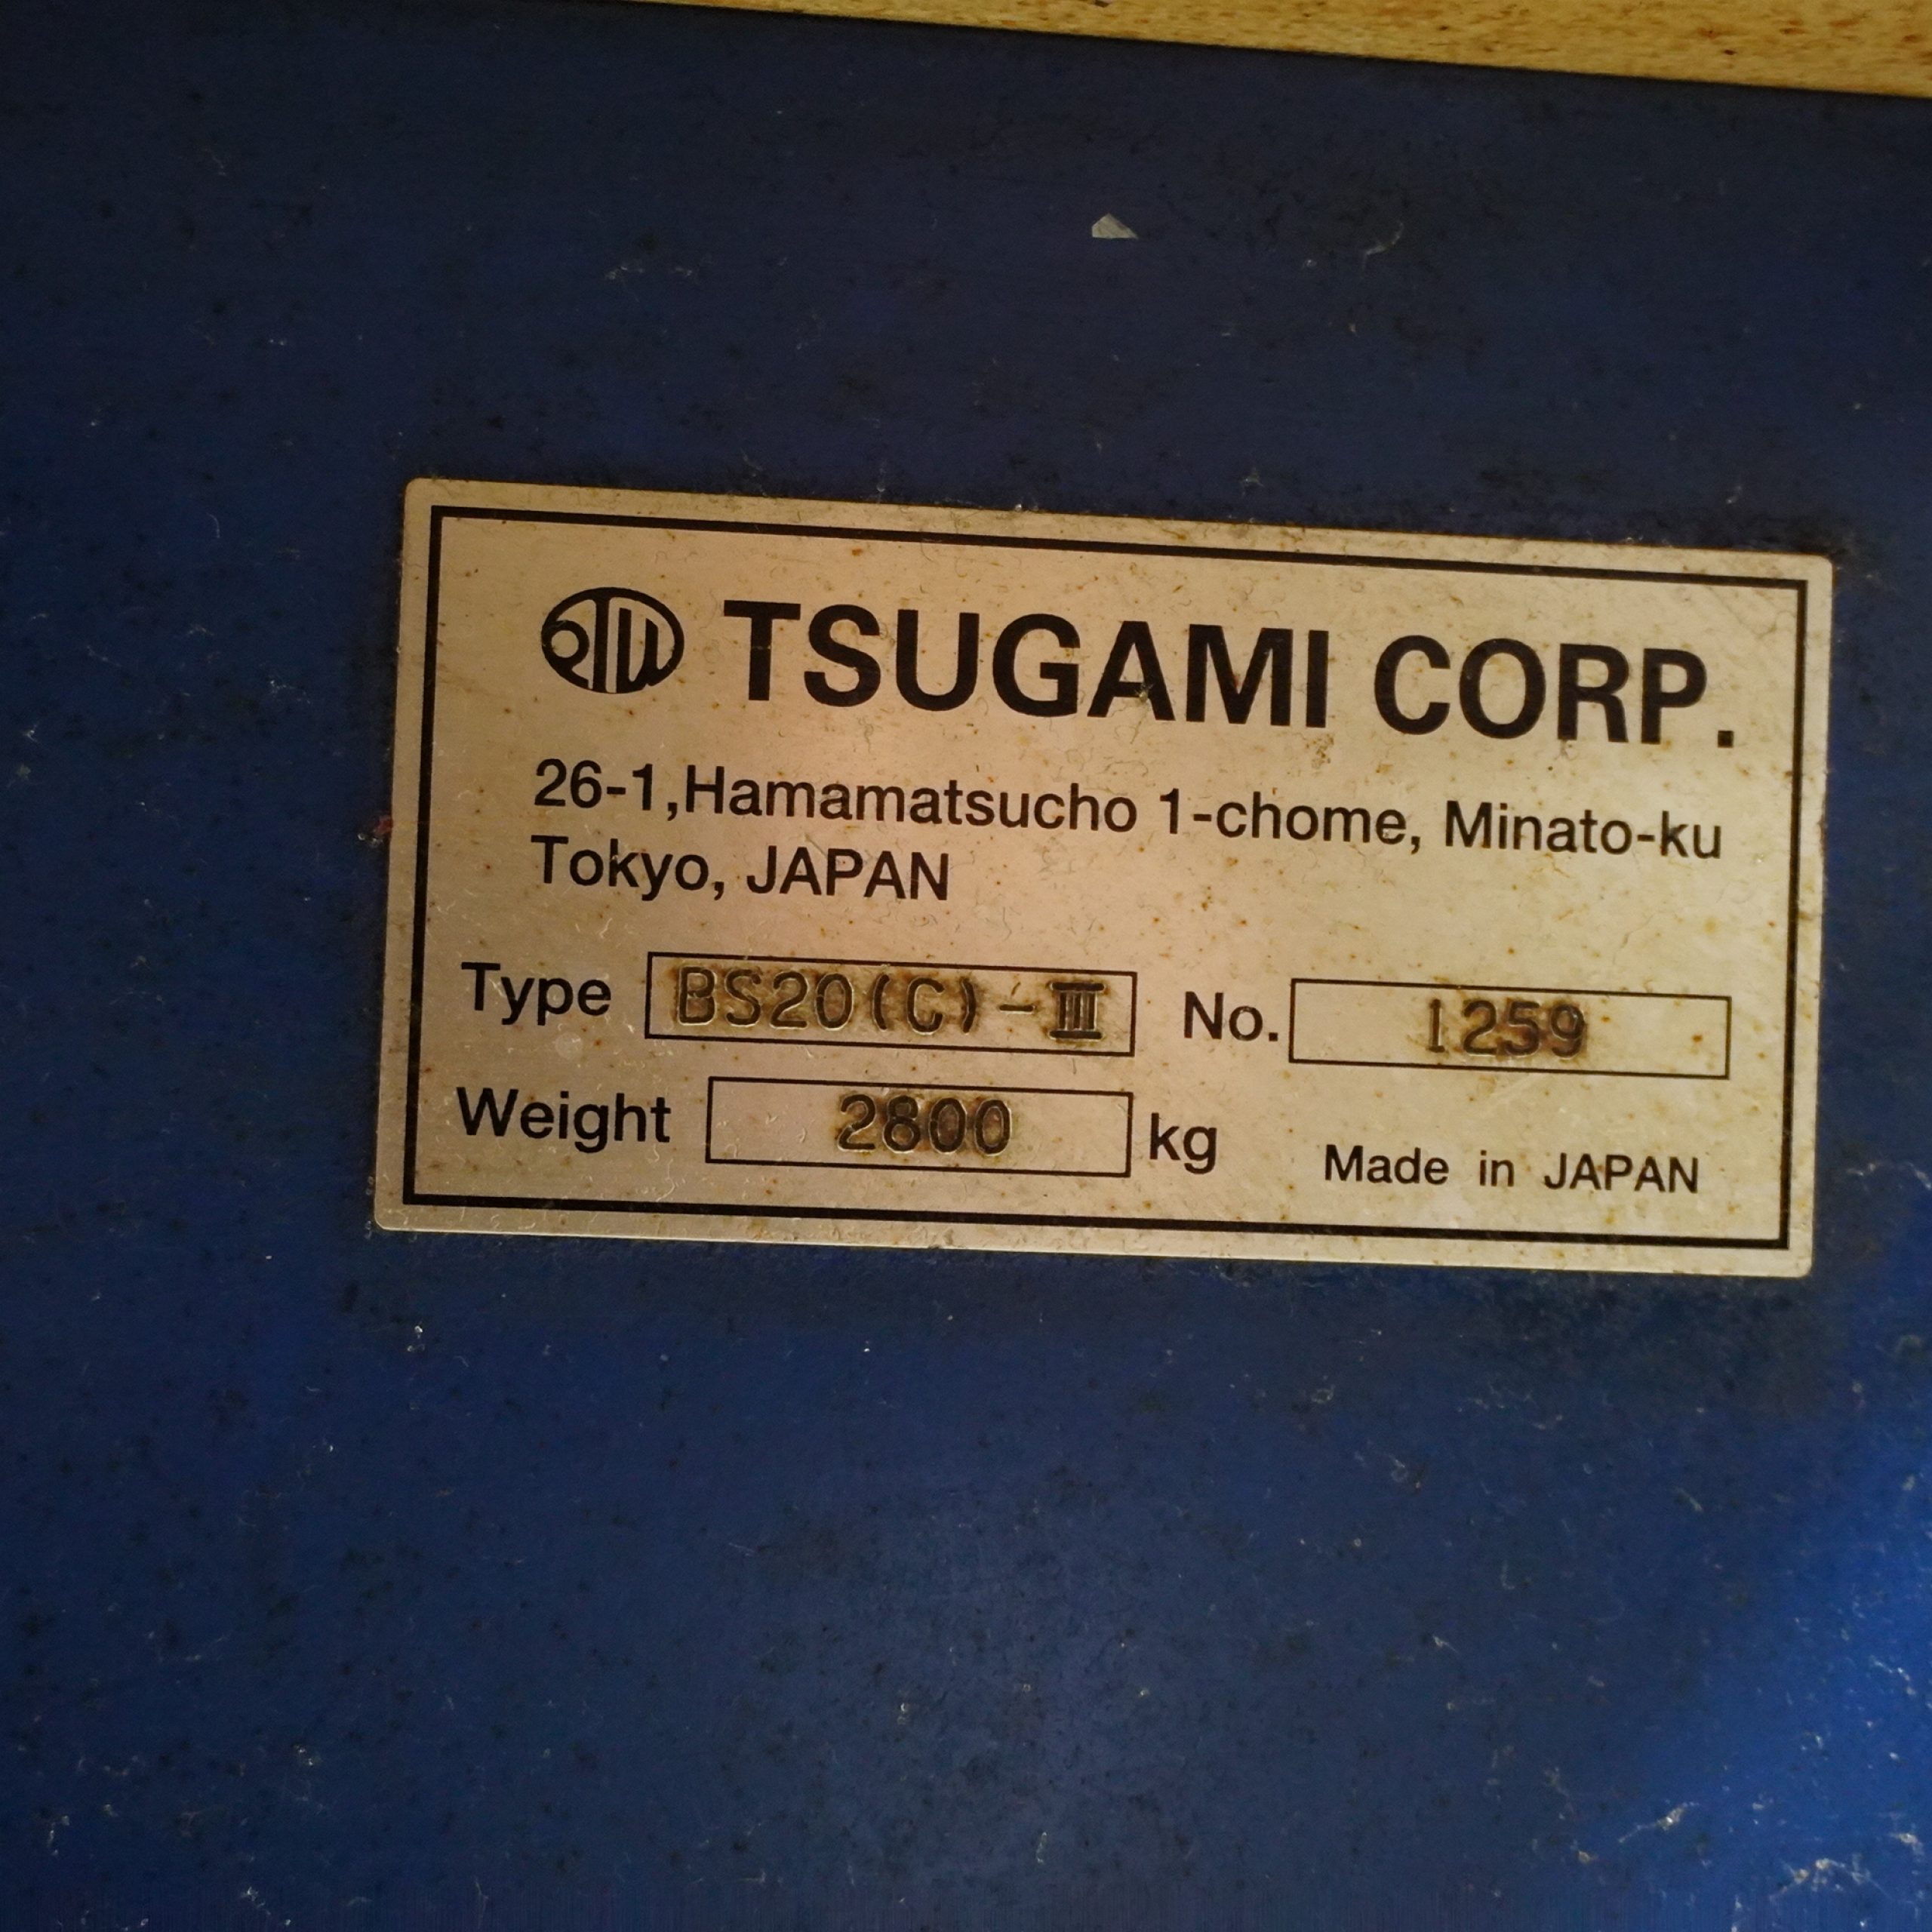 TSUGAMI CORP.
26-1,Hamamatsucho 1-chome, Minato-ku
Tokyo, JAPAN
Type BS20(C)-III No. 1259
Weight 2800 kg Made in JAPAN